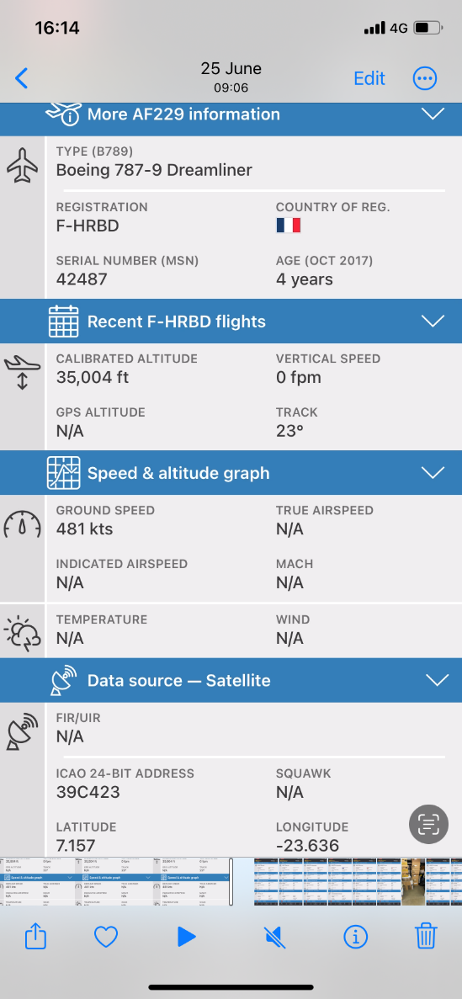 16:14
4G
25 June
09:06
Edit
More AF229 information
TYPE (B789)
Boeing 787-9 Dreamliner
REGISTRATION
COUNTRY OF REG.
F-HRBD
SERIAL NUMBER (MSN)
AGE (OCT 2017)
42487
4 years
Recent F-HRBD flights
CALIBRATED ALTITUDE
VERTICAL SPEED
35,004 ft
0 fpm
GPS ALTITUDE
TRACK
N/A
23°
Speed & altitude graph
GROUND SPEED
TRUE AIRSPEED
481 kts
N/A
INDICATED AIRSPEED
MACH
N/A
N/A
TEMPERATURE
WIND
N/A
N/A
Data source — Satellite
FIR/UIR
N/A
ICAO 24-BIT ADDRESS
SQUAWK
39C423
N/A
LATITUDE
LONGITUDE
7.157
-23.636